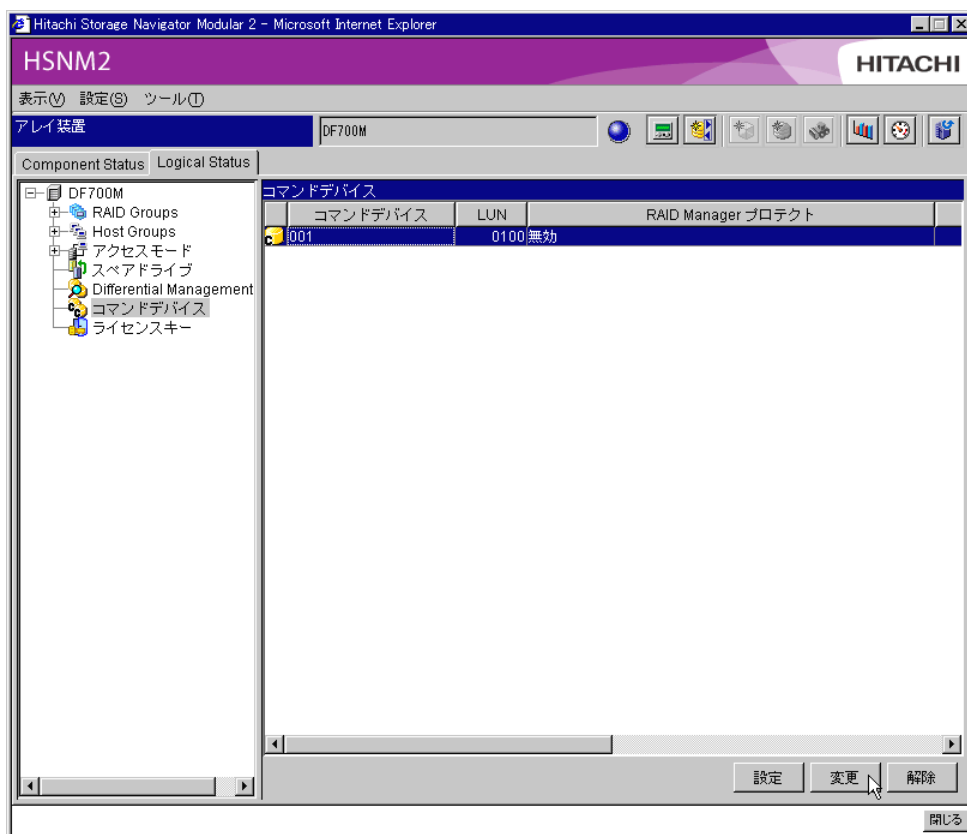 Hitachi Storage Navigator Modular 2 - Microsoft Internet Explorer
HSNM2
HITACHI
表示(V) 設定(S) ツール(T)
アレイ装置 DF700M
Component Status Logical Status
DF700M
RAID Groups
Host Groups
アクセスモード
スペアドライブ
Differential Management
コマンドデバイス
ライセンスキー
コマンドデバイス
コマンドデバイス LUN RAID Manager プロテクト
001 0100 無効
設定 変更 解除
閉じる